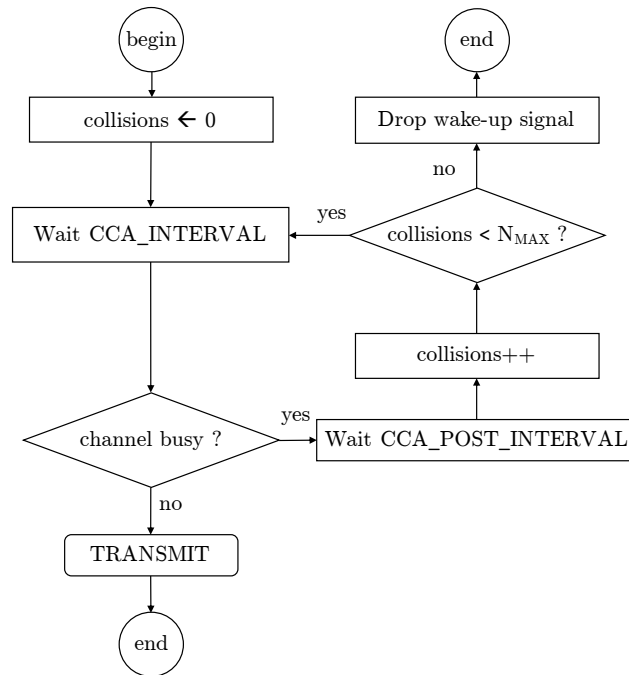 begin
end
collisions ← 0
Drop wake-up signal
no
yes
Wait CCA_INTERVAL
collisions < NMAX ?
collisions++
channel busy ?
yes
Wait CCA_POST_INTERVAL
no
TRANSMIT
end